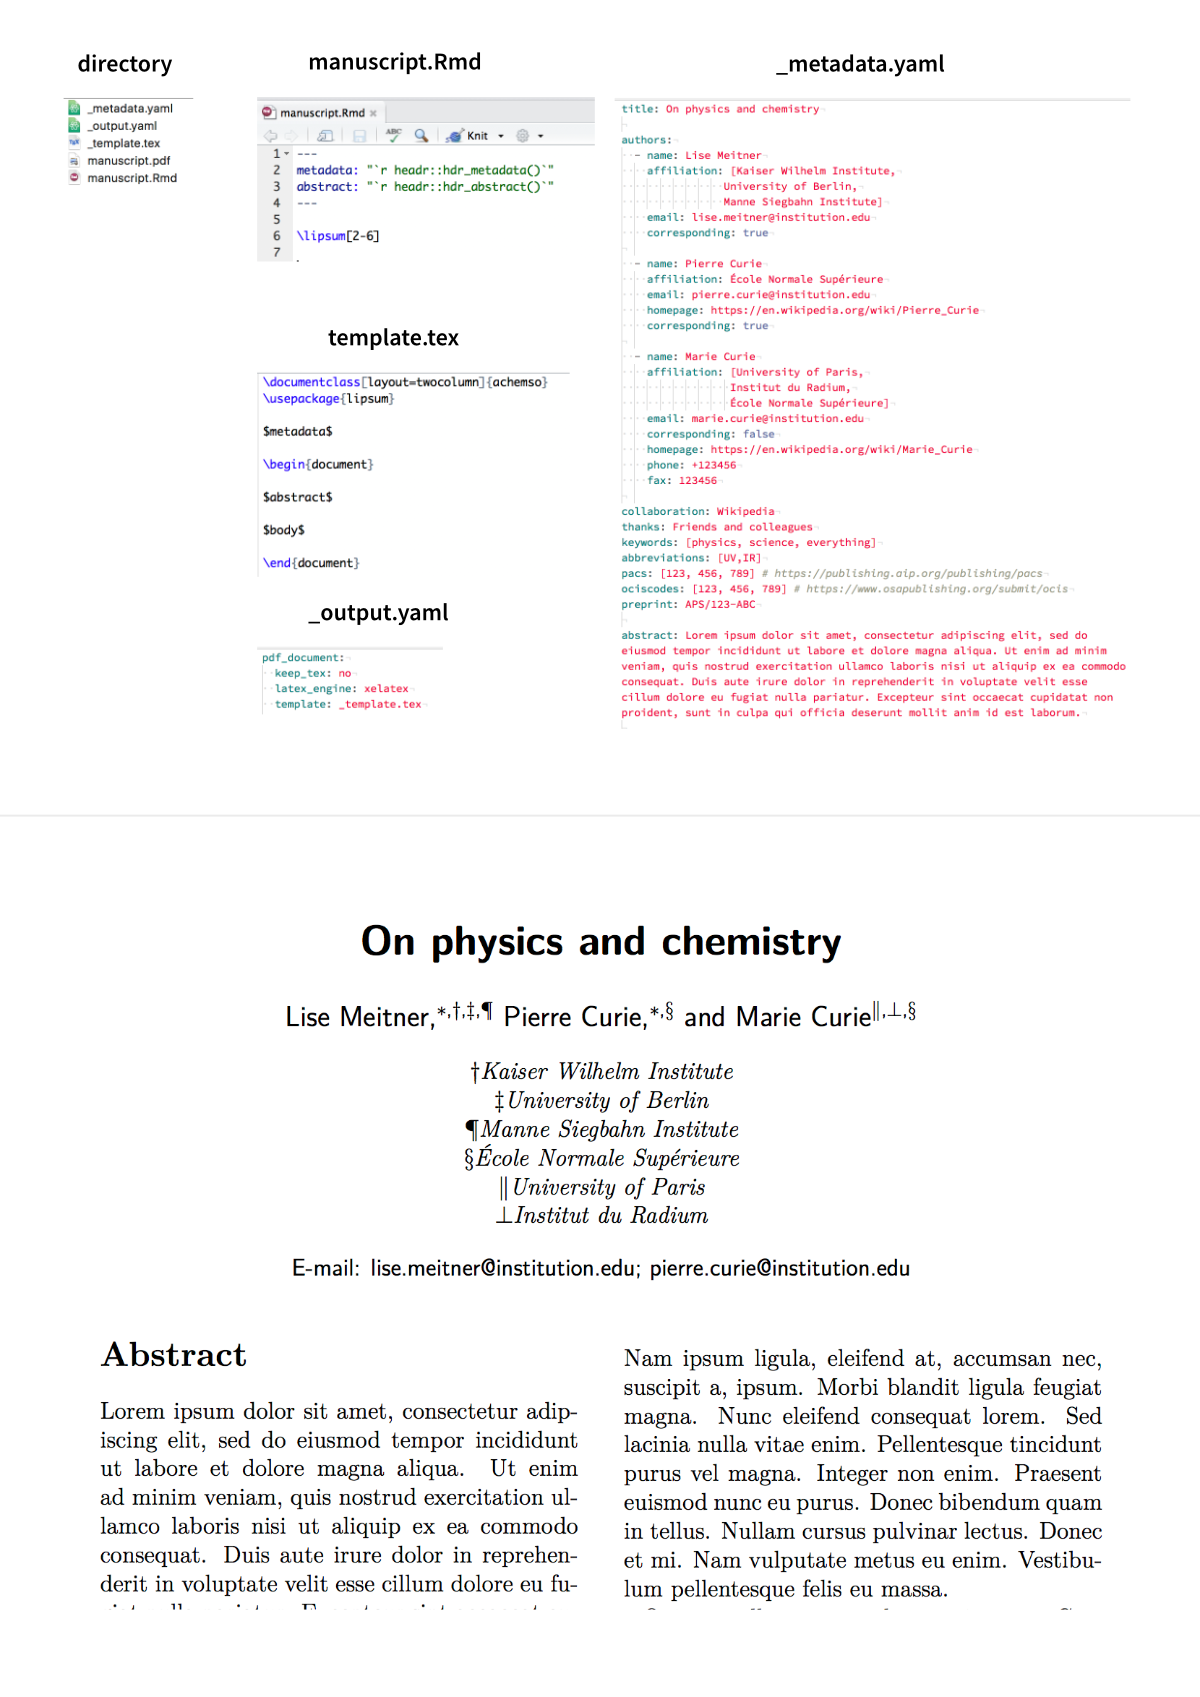 directory
_metadata.yaml
_output.yaml
_template.tex
manuscript.pdf
manuscript.Rmd
manuscript.Rmd
manuscript.Rmd ×
ABC
Knit
1 ---
2 metadata: "`r headr::hdr_metadata()`"
3 abstract: "`r headr::hdr_abstract()`"
4 ---
5
6 \lipsum[2-6]
7
template.tex
\documentclass[layout=twocolumn]{achemso}
\usepackage{lipsum}
$metadata$
\begin{document}
$abstract$
$body$
\end{document}
_output.yaml
pdf_document:
keep_tex: no
latex_engine: xelatex
template: _template.tex
_metadata.yaml
title: On physics and chemistry
authors:
- name: Lise Meitner
affiliation: [Kaiser Wilhelm Institute,
University of Berlin,
Manne Siegbahn Institute]
email: lise.meitner@institution.edu
corresponding: true
- name: Pierre Curie
affiliation: École Normale Supérieure
email: pierre.curie@institution.edu
homepage: https://en.wikipedia.org/wiki/Pierre_Curie
corresponding: true
- name: Marie Curie
affiliation: [University of Paris,
Institut du Radium,
École Normale Supérieure]
email: marie.curie@institution.edu
corresponding: false
homepage: https://en.wikipedia.org/wiki/Marie_Curie
phone: +123456
fax: 123456
collaboration: Wikipedia
thanks: Friends and colleagues
keywords: [physics, science, everything]
abbreviations: [UV,IR]
pacs: [123, 456, 789] # https://publishing.aip.org/publishing/pacs
ociscodes: [123, 456, 789] # https://www.osapublishing.org/submit/ocis
preprint: APS/123-ABC
abstract: Lorem ipsum dolor sit amet, consectetur adipiscing elit, sed do
eiusmod tempor incididunt ut labore et dolore magna aliqua. Ut enim ad minim
veniam, quis nostrud exercitation ullamco laboris nisi ut aliquip ex ea commodo
consequat. Duis aute irure dolor in reprehenderit in voluptate velit esse
cillum dolore eu fugiat nulla pariatur. Excepteur sint occaecat cupidatat non
proident, sunt in culpa qui officia deserunt mollit anim id est laborum.
On physics and chemistry
Lise Meitner,*,†,‡,¶ Pierre Curie,*,§ and Marie Curie∥,⊥,§
†Kaiser Wilhelm Institute
‡University of Berlin
¶Manne Siegbahn Institute
§École Normale Supérieure
∥University of Paris
⊥Institut du Radium
E-mail: lise.meitner@institution.edu; pierre.curie@institution.edu
Abstract
Lorem ipsum dolor sit amet, consectetur adip-
iscing elit, sed do eiusmod tempor incididunt
ut labore et dolore magna aliqua. Ut enim
ad minim veniam, quis nostrud exercitation ul-
lamco laboris nisi ut aliquip ex ea commodo
consequat. Duis aute irure dolor in reprehen-
derit in voluptate velit esse cillum dolore eu fu-
Nam ipsum ligula, eleifend at, accumsan nec,
suscipit a, ipsum. Morbi blandit ligula feugiat
magna. Nunc eleifend consequat lorem. Sed
lacinia nulla vitae enim. Pellentesque tincidunt
purus vel magna. Integer non enim. Praesent
euismod nunc eu purus. Donec bibendum quam
in tellus. Nullam cursus pulvinar lectus. Donec
et mi. Nam vulputate metus eu enim. Vestibu-
lum pellentesque felis eu massa.